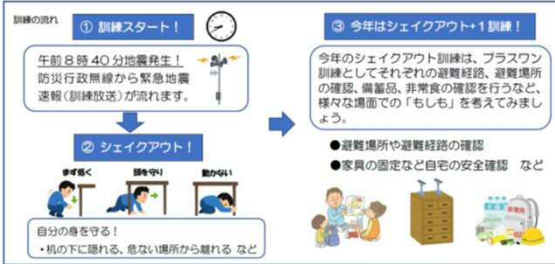 訓練の流れ
① 訓練スタート！
午前８時４０分地震発生！
防災行政無線から緊急地震
速報(訓練放送)が流れます。
② シェイクアウト！
まず低く
頭を守り
動かない
自分の身を守る！
・机の下に隠れる、危ない場所から離れる など
③ 今年はシェイクアウト+１訓練！
今年のシェイクアウト訓練は、プラスワン
訓練としてそれぞれの避難経路、避難場所
の確認、備蓄品、非常食の確認を行うなど、
様々な場面での「もしも」を考えてみまし
ょう。
●避難場所や避難経路の確認
●家具の固定など自宅の安全確認 など